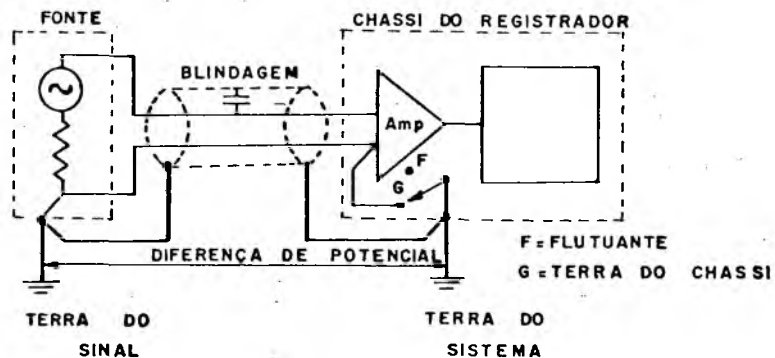 FONTE
CHASSI DO REGISTRADOR
BLINDAGEM
Amp
F
G
DIFERENÇA DE POTENCIAL
F = FLUTUANTE
G = TERRA DO CHASSI
TERRA DO
SINAL
TERRA DO
SISTEMA